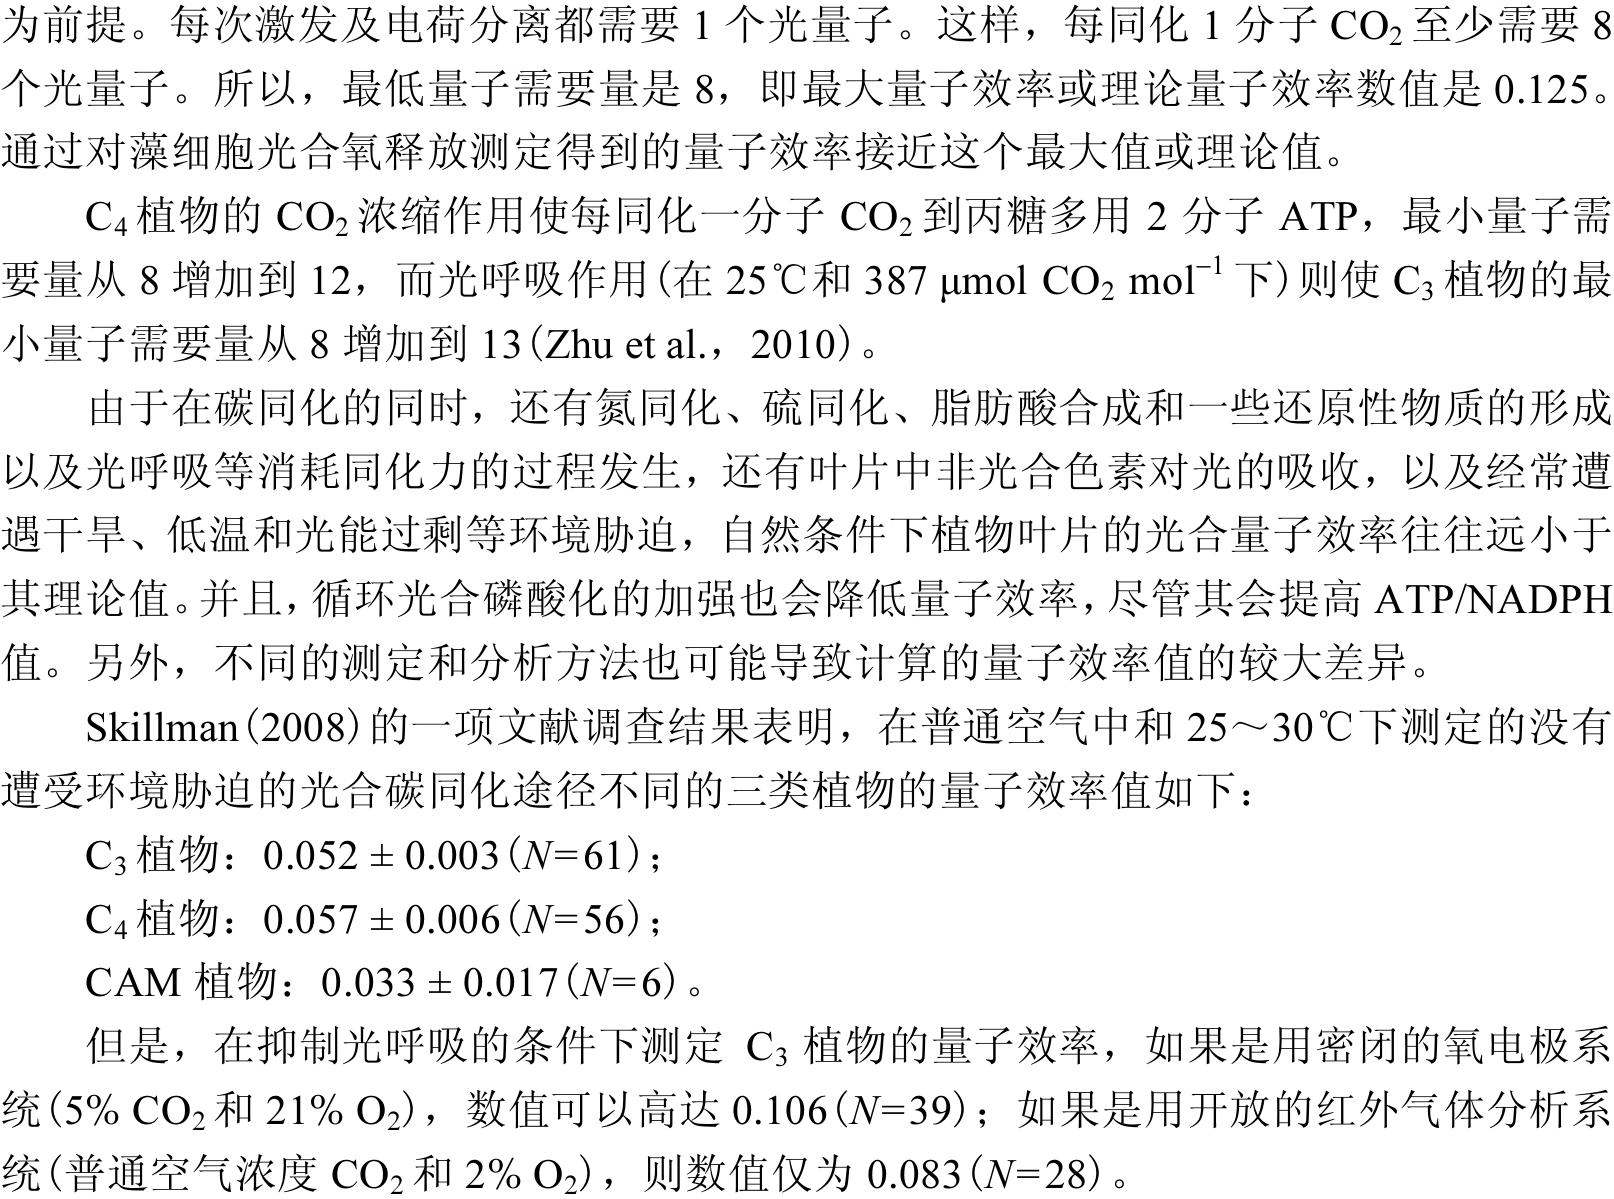 为前提。每次激发及电荷分离都需要 1 个光量子。这样，每同化 1 分子 CO₂ 至少需要 8
个光量子。所以，最低量子需要量是 8，即最大量子效率或理论量子效率数值是 0.125。
通过对藻细胞光合氧释放测定得到的量子效率接近这个最大值或理论值。
C₄ 植物的 CO₂ 浓缩作用使每同化一分子 CO₂ 到丙糖多用 2 分子 ATP，最小量子需
要量从 8 增加到 12，而光呼吸作用(在 25℃和 387 μmol CO₂ mol⁻¹ 下)则使 C₃ 植物的最
小量子需要量从 8 增加到 13(Zhu et al.，2010)。
由于在碳同化的同时，还有氮同化、硫同化、脂肪酸合成和一些还原性物质的形成
以及光呼吸等消耗同化力的过程发生，还有叶片中非光合色素对光的吸收，以及经常遭
遇干旱、低温和光能过剩等环境胁迫，自然条件下植物叶片的光合量子效率往往远小于
其理论值。并且，循环光合磷酸化的加强也会降低量子效率，尽管其会提高 ATP/NADPH
值。另外，不同的测定和分析方法也可能导致计算的量子效率值的较大差异。
Skillman(2008)的一项文献调查结果表明，在普通空气中和 25～30℃下测定的没有
遭受环境胁迫的光合碳同化途径不同的三类植物的量子效率值如下：
C₃ 植物：0.052 ± 0.003(N=61)；
C₄ 植物：0.057 ± 0.006(N=56)；
CAM 植物：0.033 ± 0.017(N=6)。
但是，在抑制光呼吸的条件下测定 C₃ 植物的量子效率，如果是用密闭的氧电极系
统(5% CO₂ 和 21% O₂)，数值可以高达 0.106(N=39)；如果是用开放的红外气体分析系
统(普通空气浓度 CO₂ 和 2% O₂)，则数值仅为 0.083(N=28)。